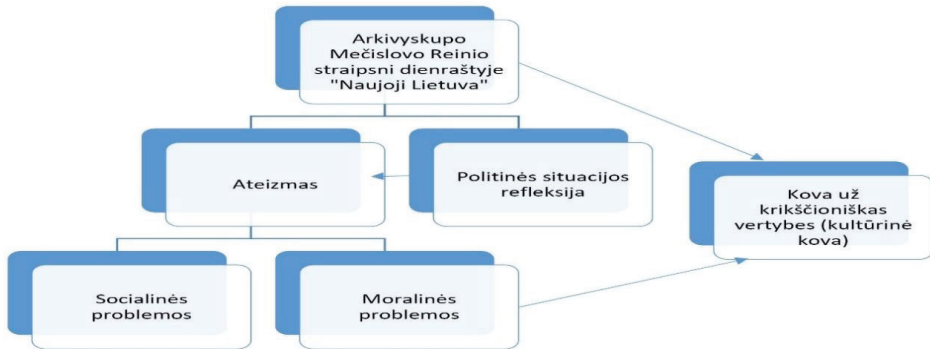 Arkivyskupo
Mečislovo Reinio
straipsni dienraštyje
"Naujoji Lietuva"
Ateizmas
Politinės situacijos
refleksija
Kova už
krikščioniškas
vertybes (kultūrinė
kova)
Socialinės
problemos
Moralinės
problemos